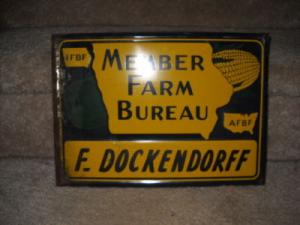 IFBF
MEMBER
FARM
BUREAU
AFBF
F. DOCKENDORFF